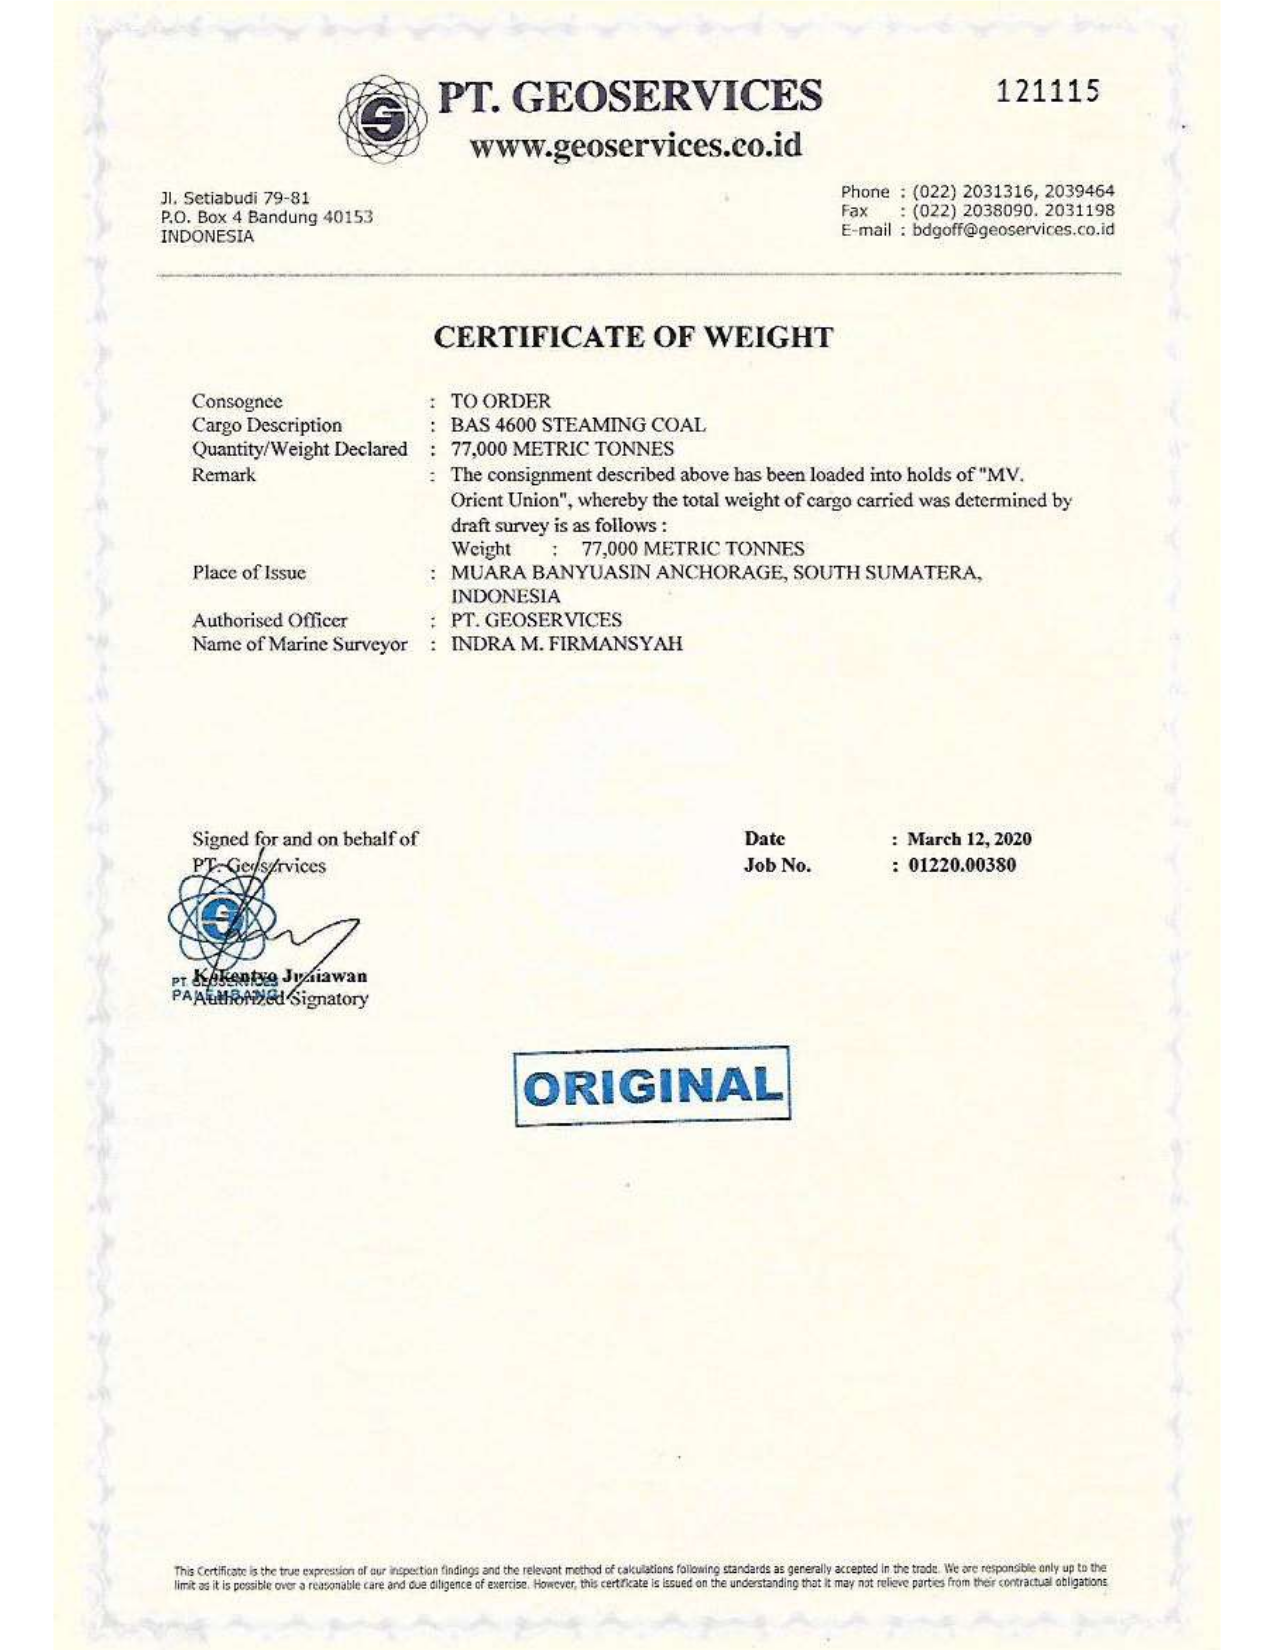 PT. GEOSERVICES
www.geoservices.co.id
121115
Jl. Setiabudi 79-81
P.O. Box 4 Bandung 40153
INDONESIA
Phone : (022) 2031316, 2039464
Fax : (022) 2038090. 2031198
E-mail : bdgoff@geoservices.co.id
CERTIFICATE OF WEIGHT
Consognee : TO ORDER
Cargo Description : BAS 4600 STEAMING COAL
Quantity/Weight Declared : 77,000 METRIC TONNES
Remark : The consignment described above has been loaded into holds of "MV.
Orient Union", whereby the total weight of cargo carried was determined by
draft survey is as follows :
Weight : 77,000 METRIC TONNES
Place of Issue : MUARA BANYUASIN ANCHORAGE, SOUTH SUMATERA,
INDONESIA
Authorised Officer : PT. GEOSERVICES
Name of Marine Surveyor : INDRA M. FIRMANSYAH
Signed for and on behalf of
PT. Geoservices
Date : March 12, 2020
Job No. : 01220.00380
PT GEOSERVICES
PALEMBANG
Authorized Signatory
ORIGINAL
This Certificate is the true expression of our inspection findings and the relevant method of calculations following standards as generally accepted in the trade. We are responsible only up to the
limit as it is possible over a reasonable care and due diligence of exercise. However, this certificate is issued on the understanding that it may not relieve parties from their contractual obligations